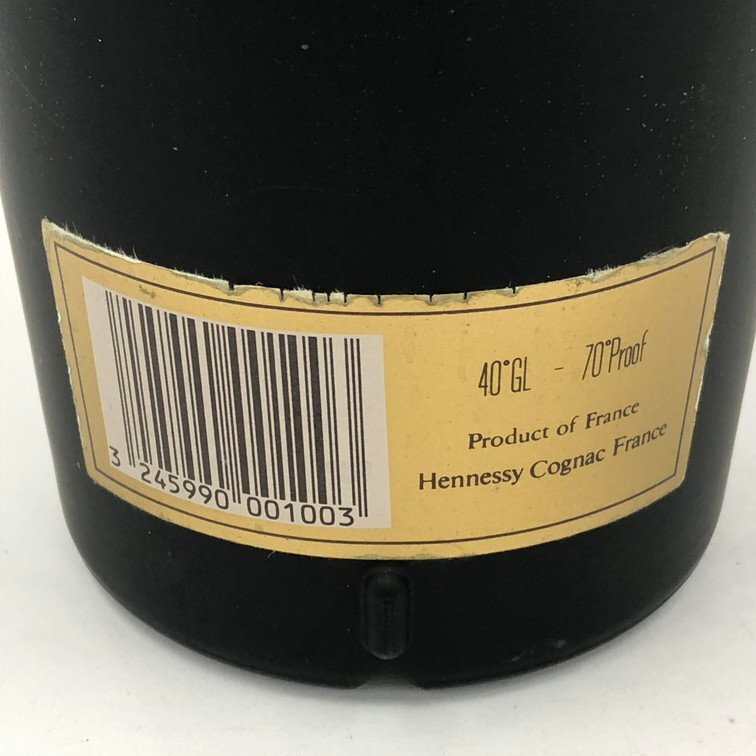 40°GL - 70°Proof
Product of France
Hennessy Cognac France
3 245990 001003